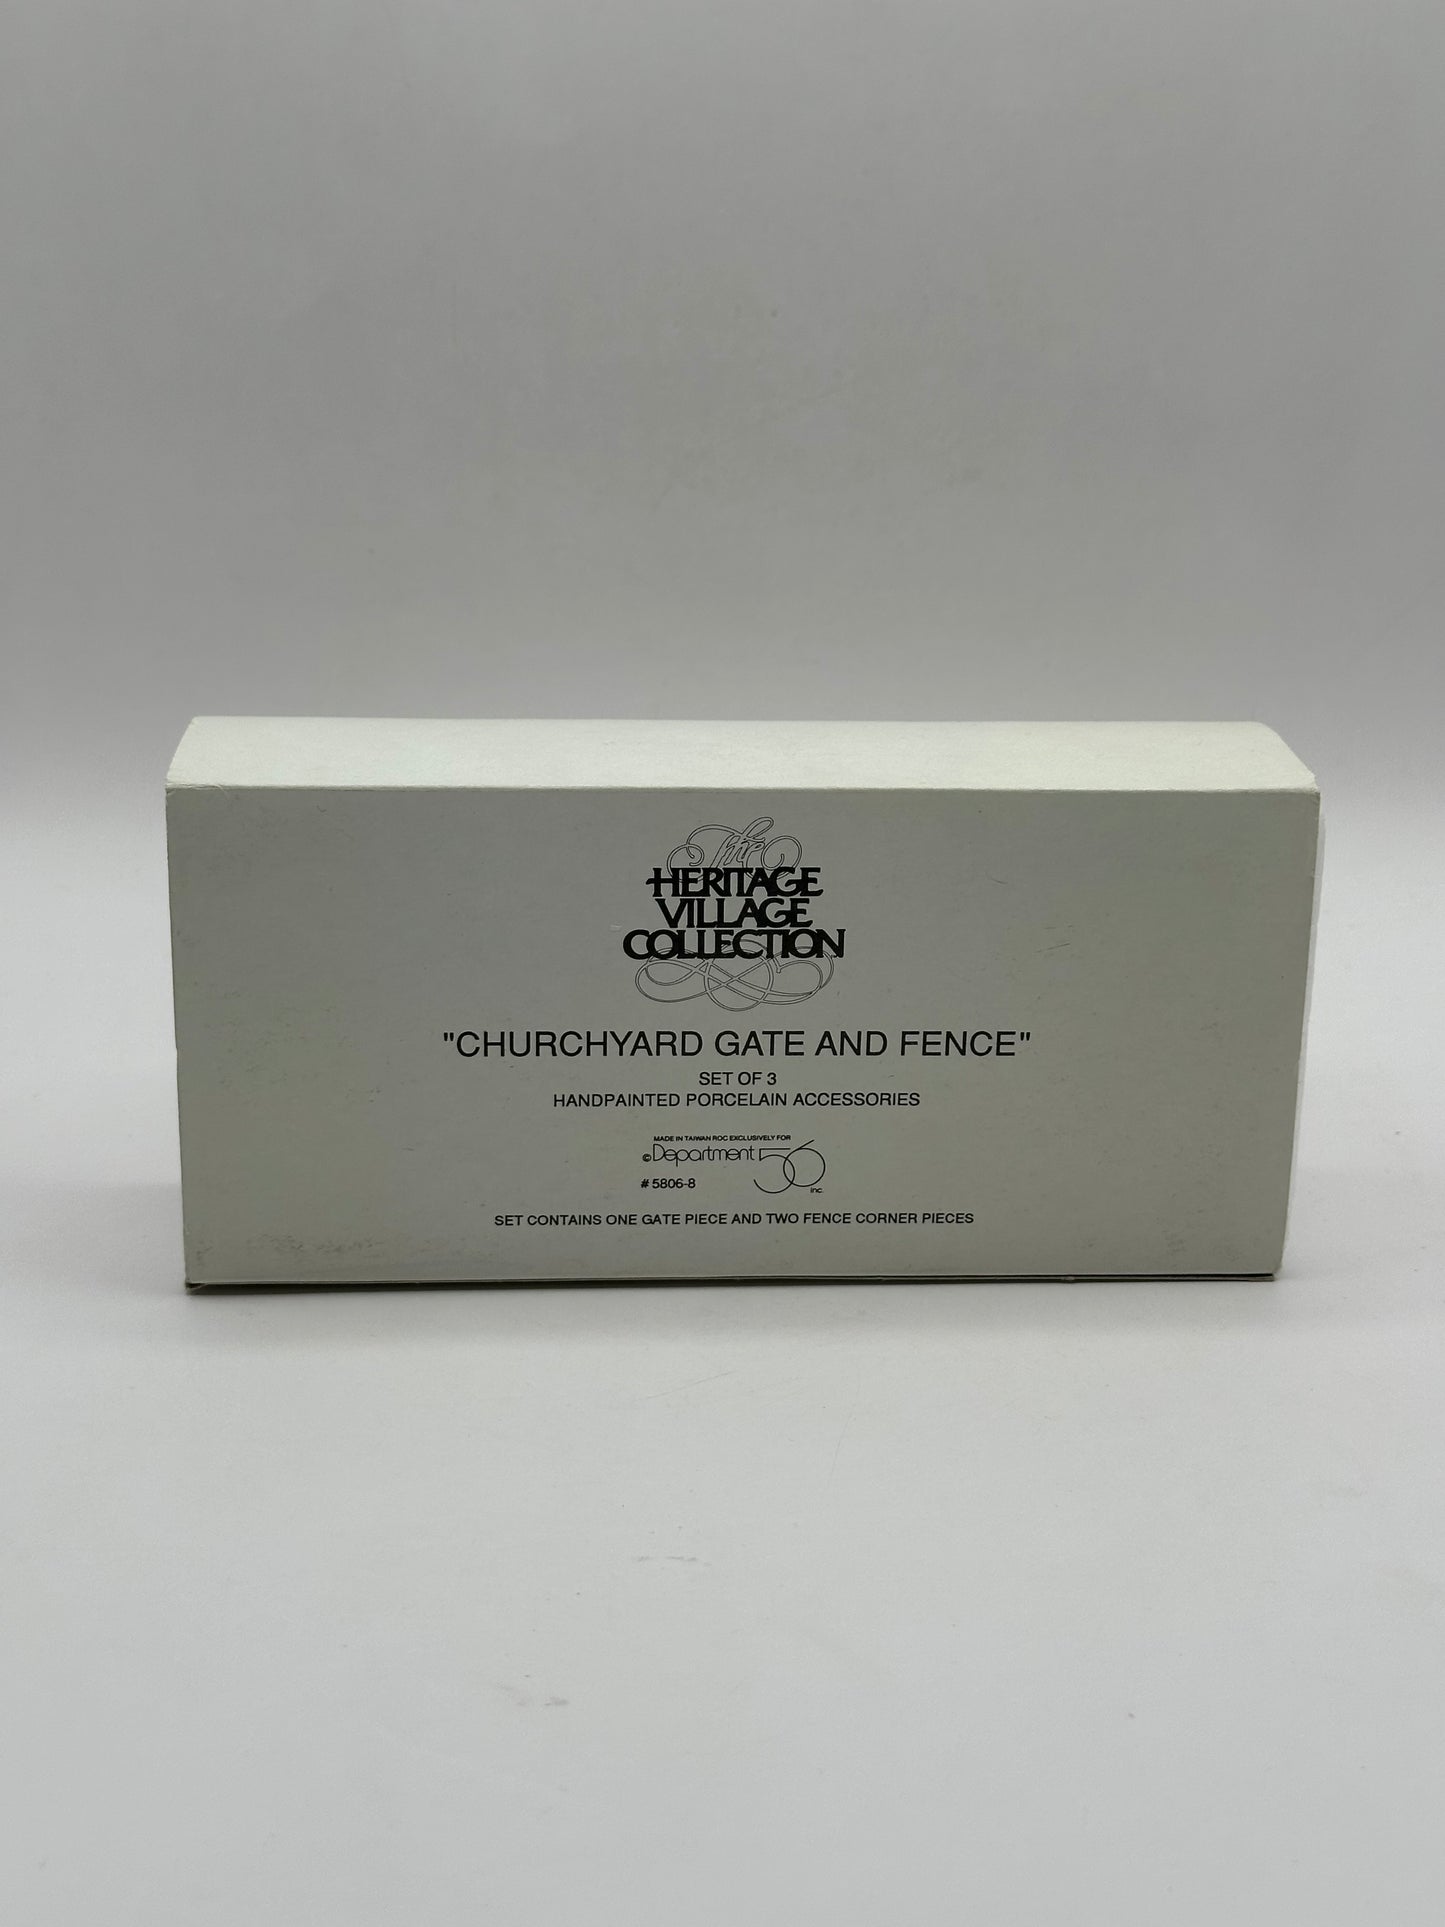 The
HERITAGE
VILLAGE
COLLECTION
"CHURCHYARD GATE AND FENCE"
SET OF 3
HANDPAINTED PORCELAIN ACCESSORIES
MADE IN TAIWAN ROC EXCLUSIVELY FOR
©Department 56 inc.
# 5806-8
SET CONTAINS ONE GATE PIECE AND TWO FENCE CORNER PIECES